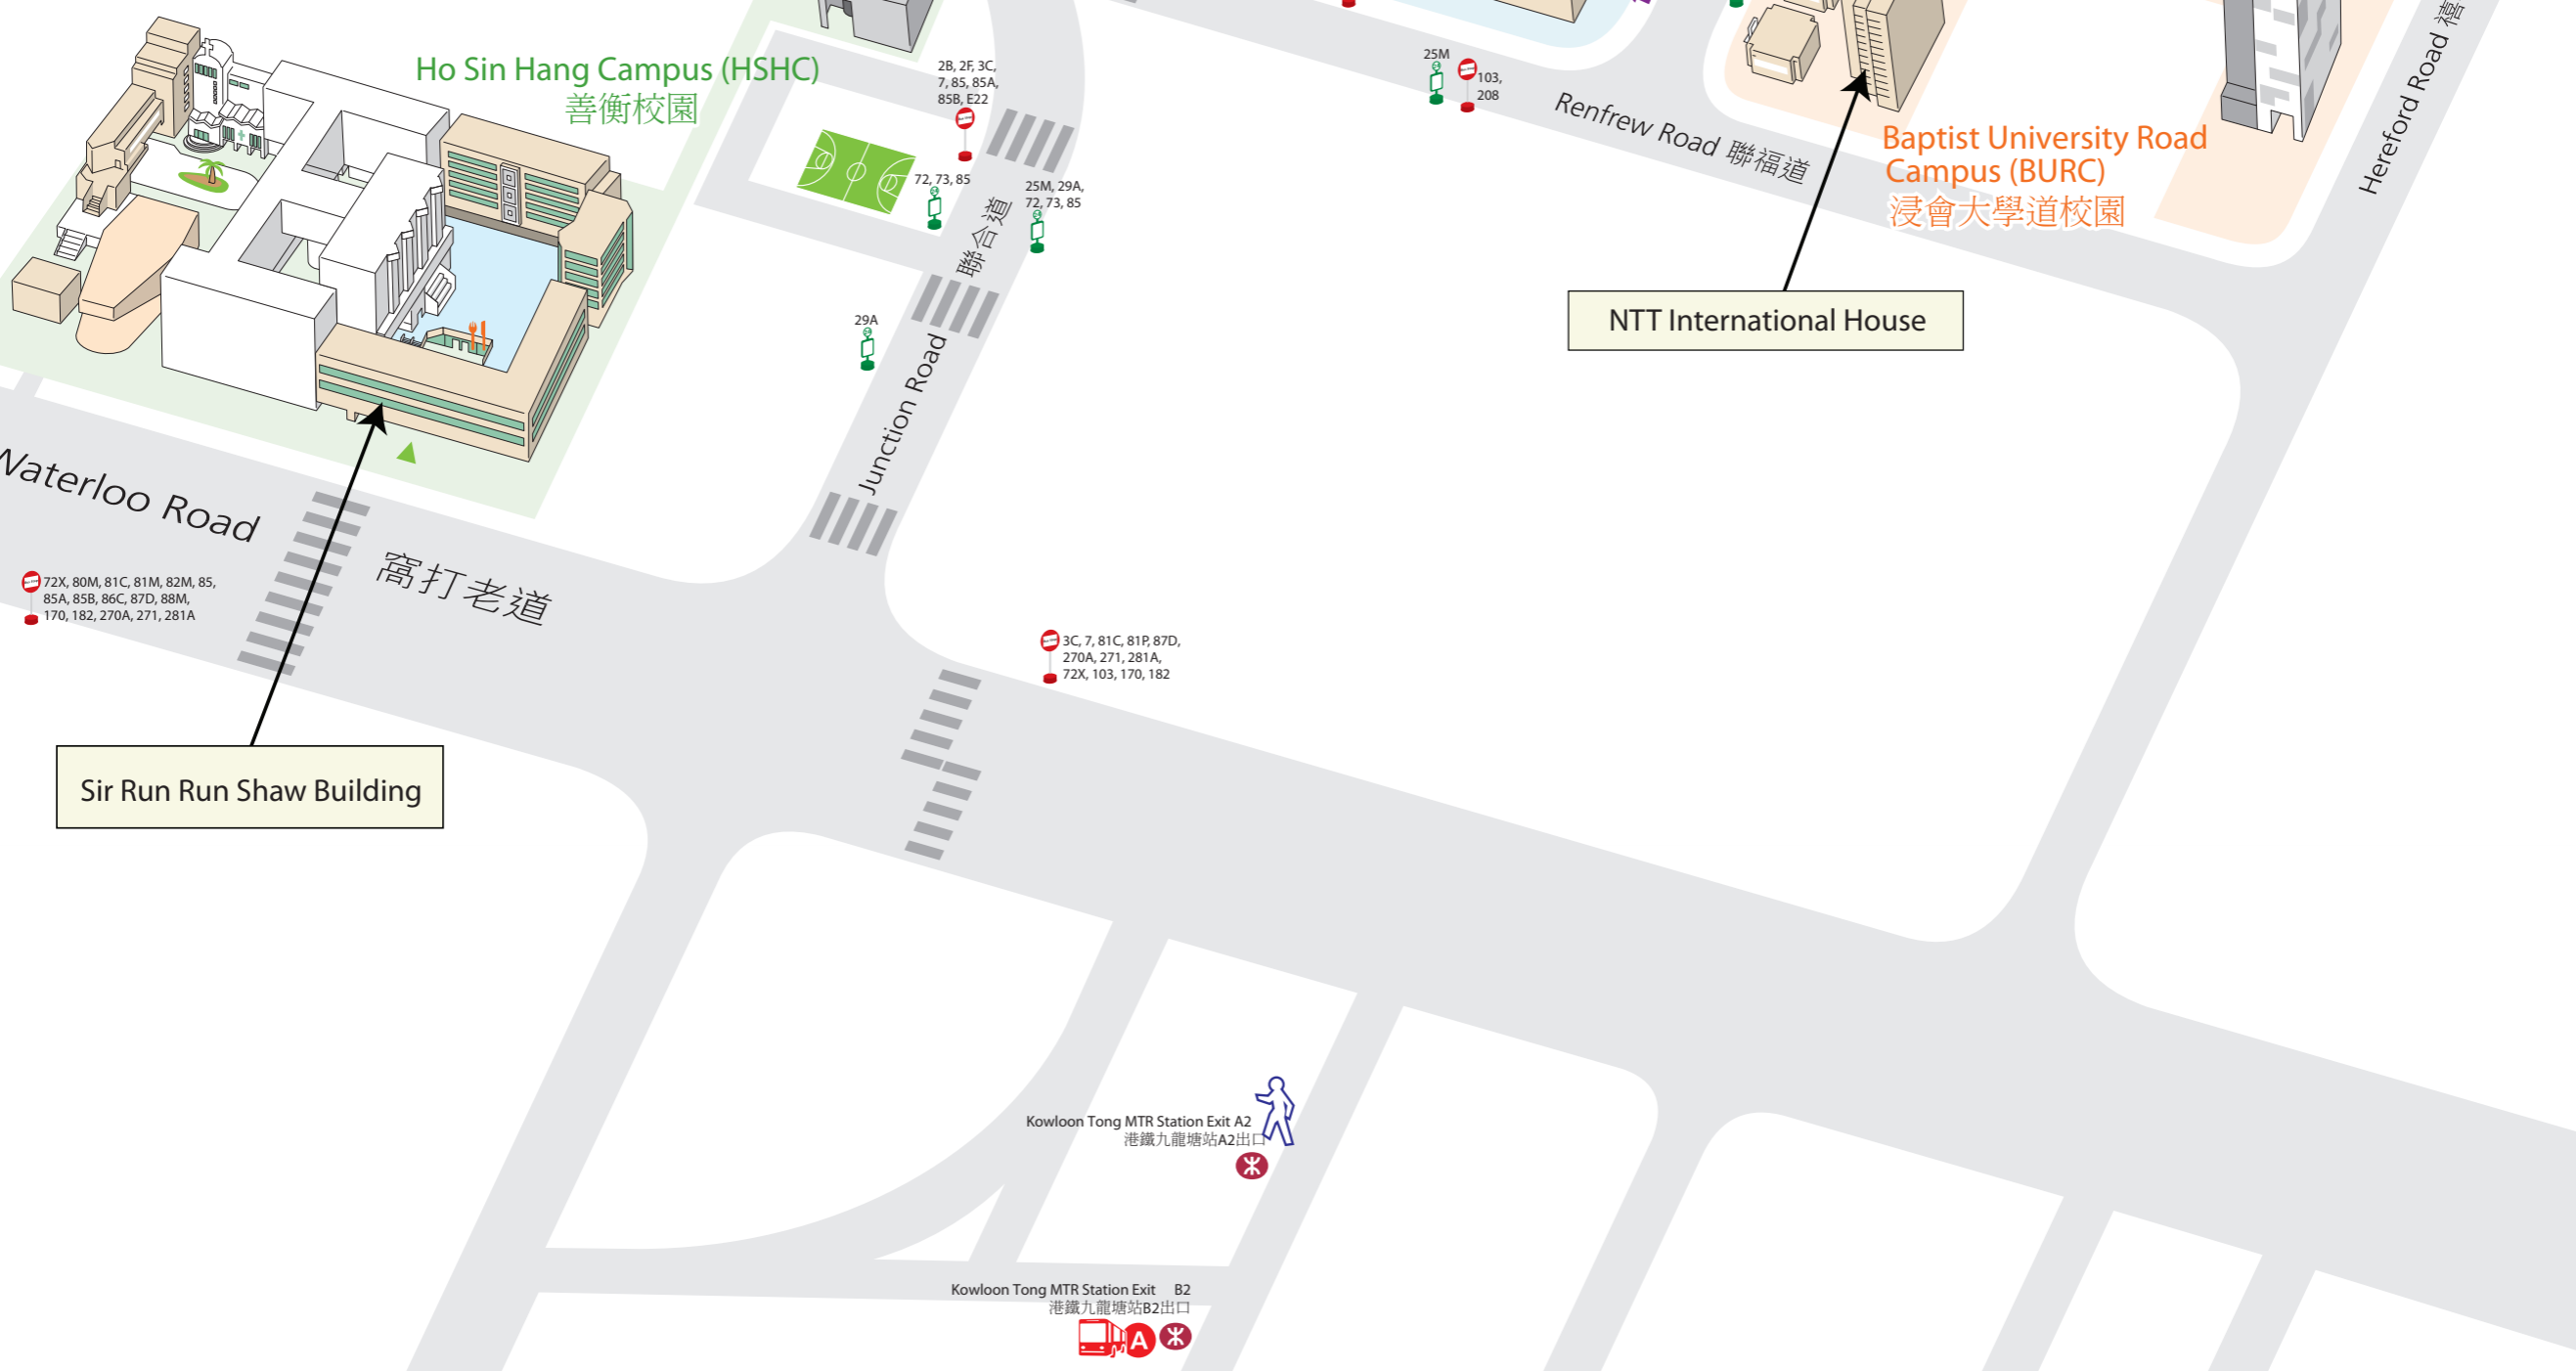 Ho Sin Hang Campus (HSHC)
善衡校園
2B, 2F, 3C,
7, 85, 85A,
85B, E22
72, 73, 85
25M, 29A,
72, 73, 85
聯合道
Junction Road
29A
25M
103,
208
Renfrew Road 聯福道
Baptist University Road
Campus (BURC)
浸會大學道校園
Hereford Road 禧
NTT International House
Waterloo Road
窩打老道
72X, 80M, 81C, 81M, 82M, 85,
85A, 85B, 86C, 87D, 88M,
170, 182, 270A, 271, 281A
3C, 7, 81C, 81P, 87D,
270A, 271, 281A,
72X, 103, 170, 182
Sir Run Run Shaw Building
Kowloon Tong MTR Station Exit A2
港鐵九龍塘站A2出口
Kowloon Tong MTR Station Exit B2
港鐵九龍塘站B2出口
A